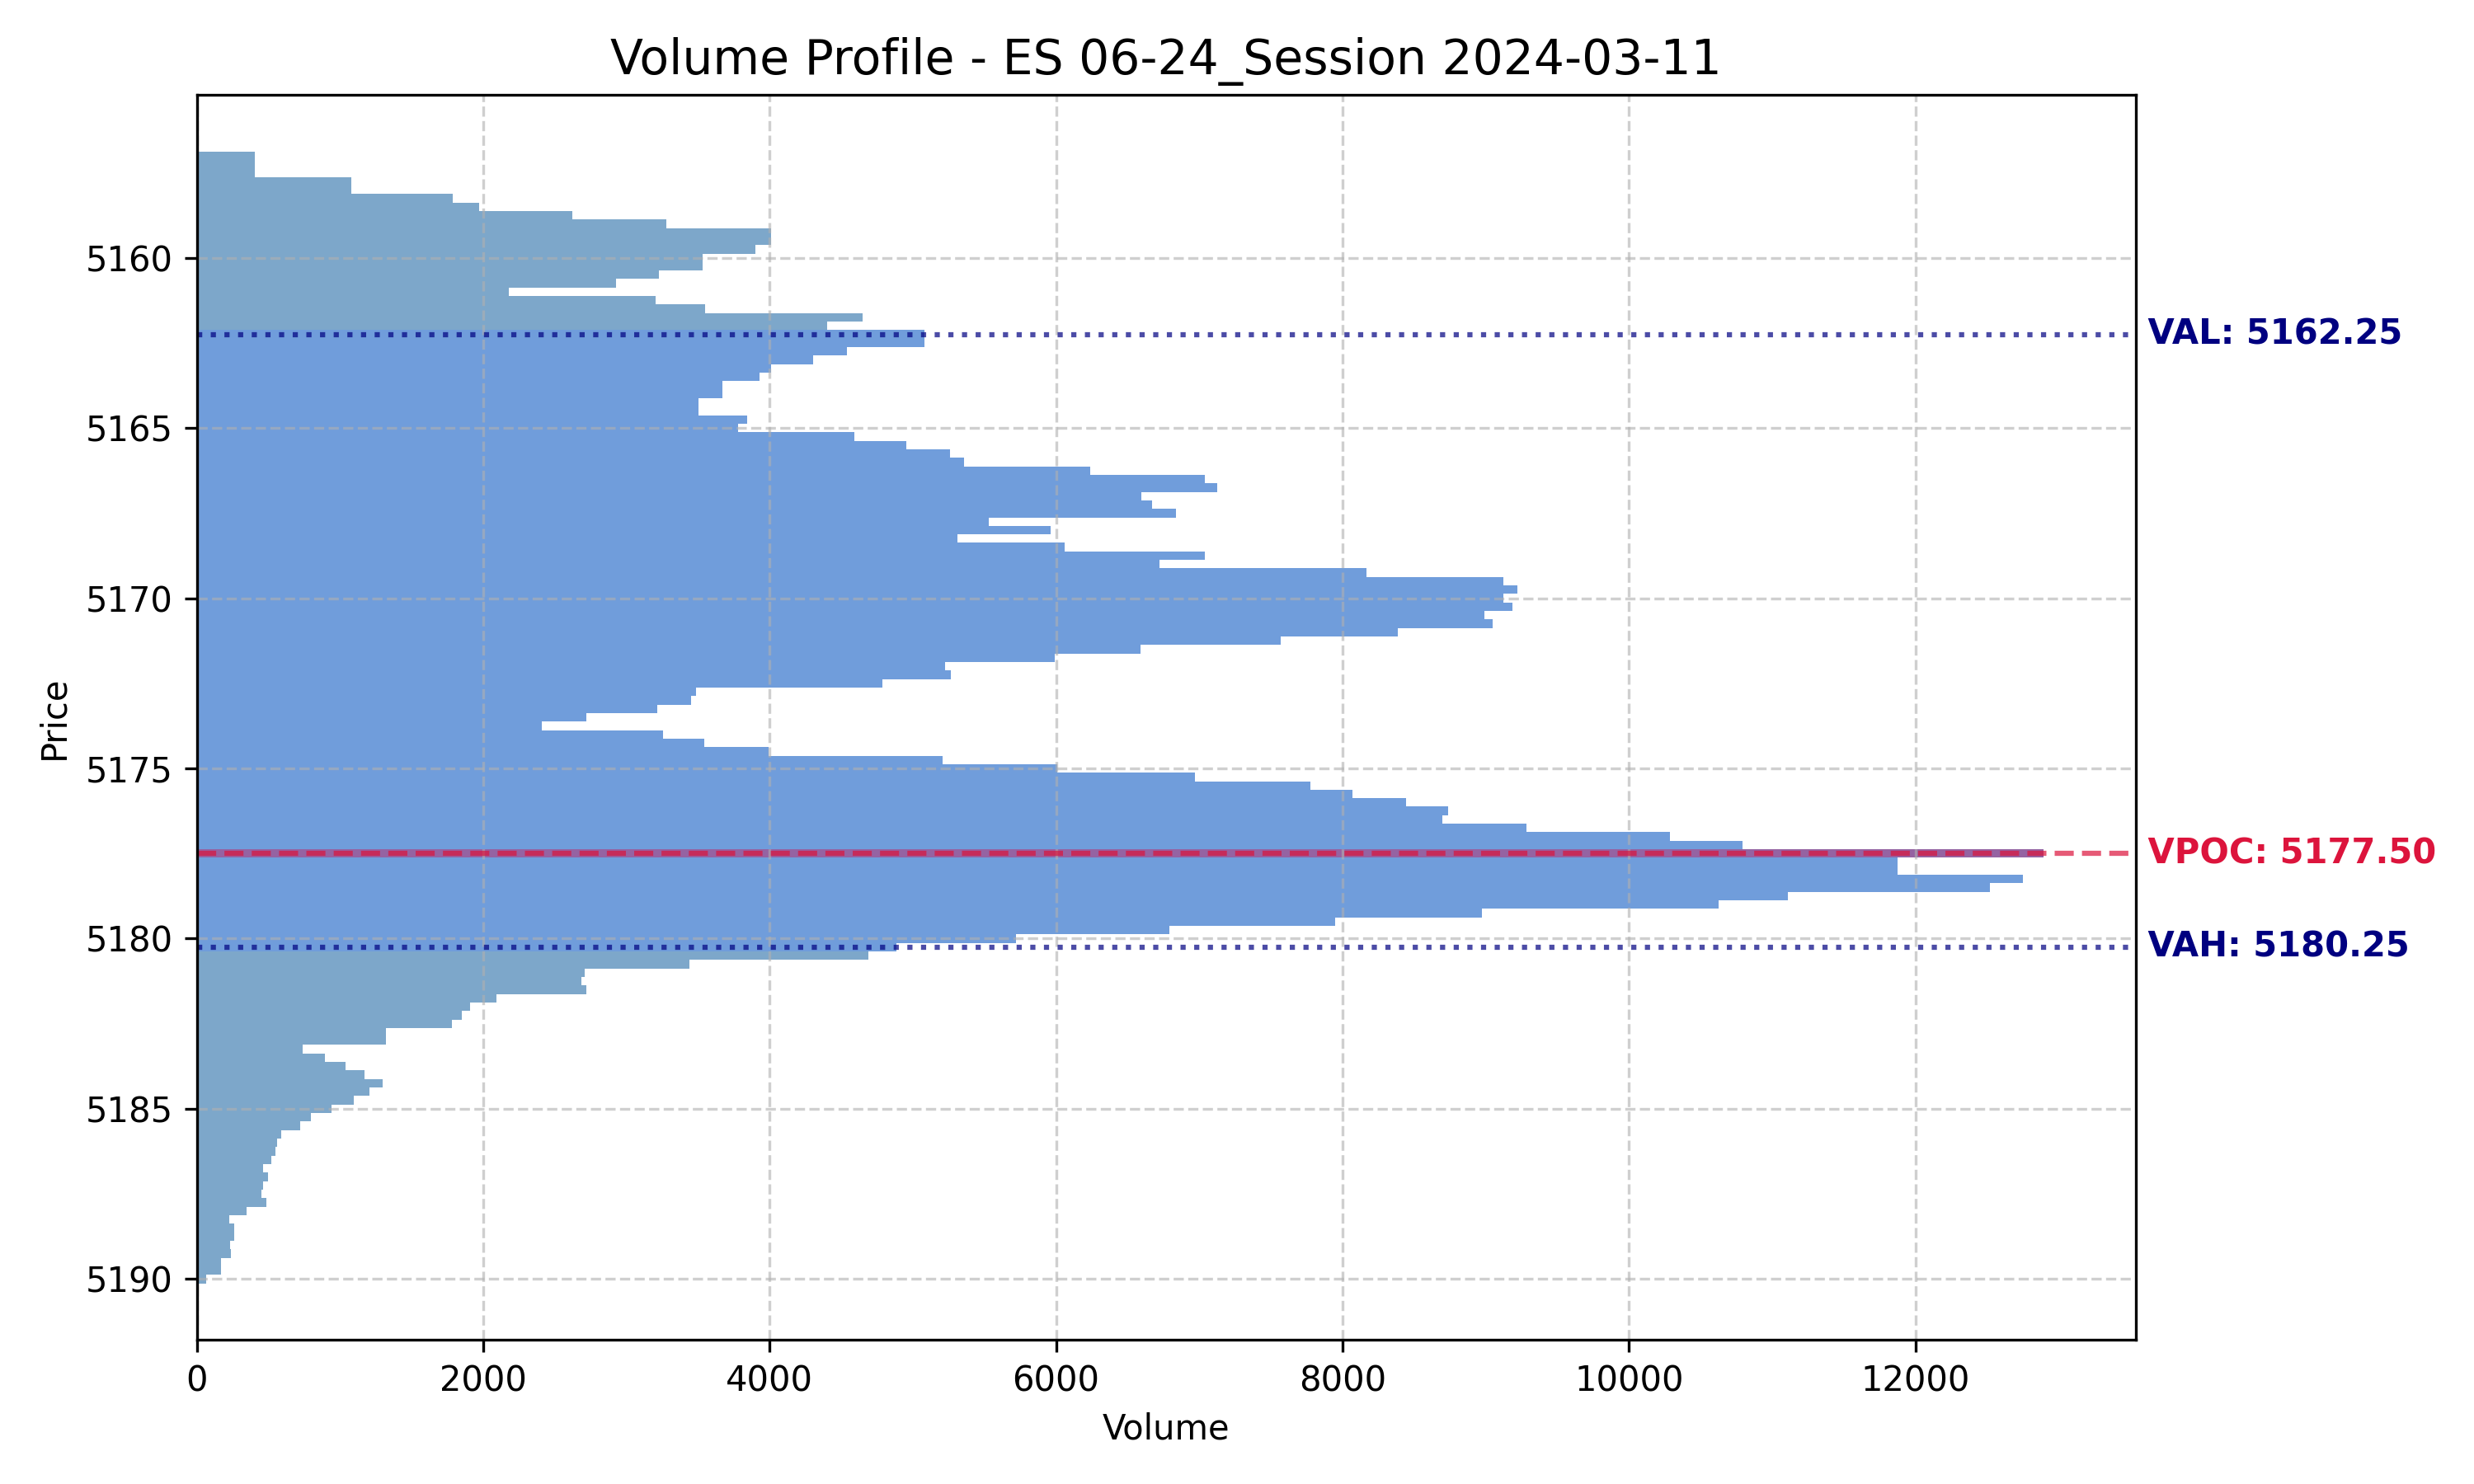 Volume Profile - ES 06-24_Session 2024-03-11
5160
VAL: 5162.25
5165
5170
Price
5175
VPOC: 5177.50
5180
VAH: 5180.25
5185
5190
0 2000 4000 6000 8000 10000 12000
Volume